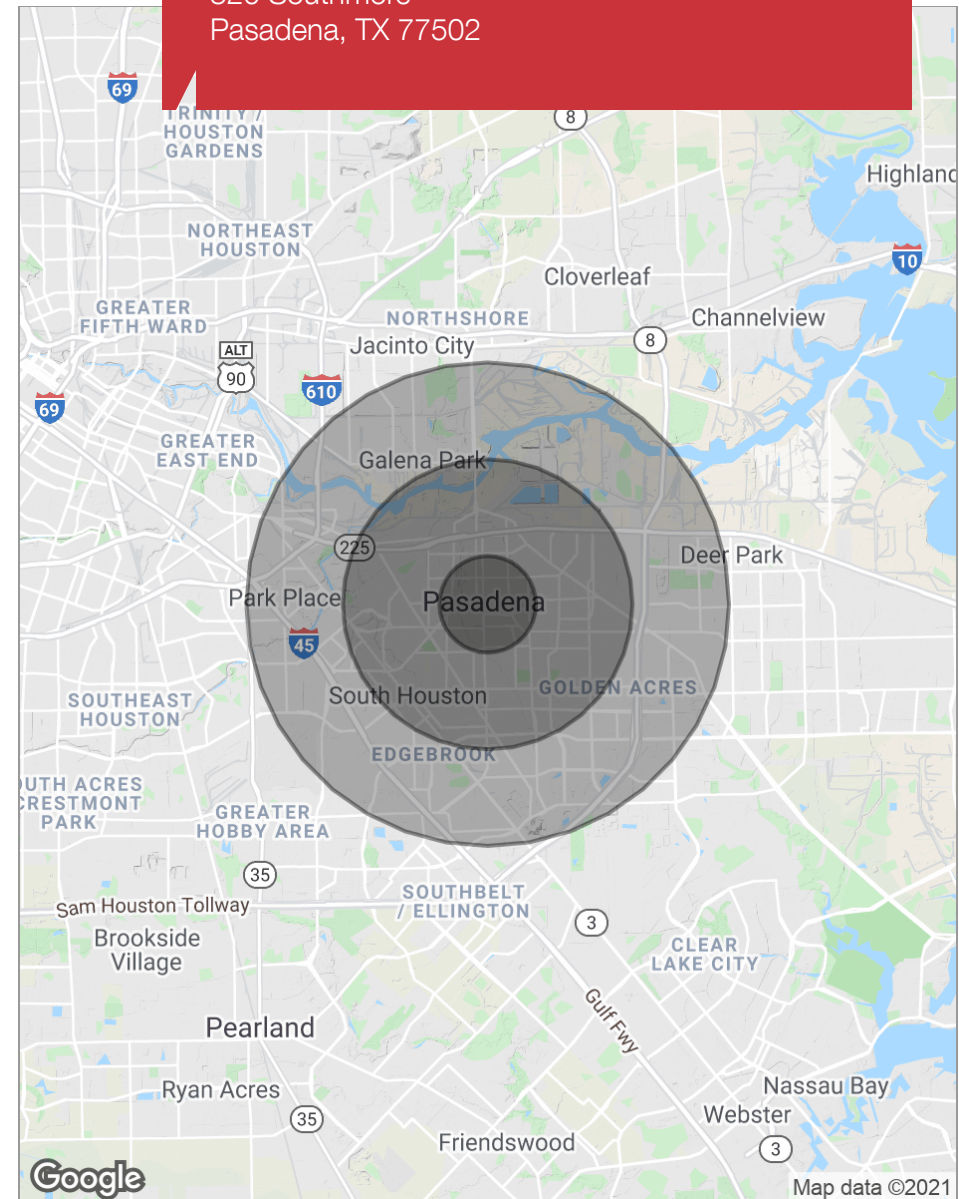 Pasadena, TX 77502
69
TRINITY /
HOUSTON
GARDENS
8
Highland
NORTHEAST
HOUSTON
10
Cloverleaf
GREATER
FIFTH WARD
NORTHSHORE
Channelview
Jacinto City
8
ALT
90
610
69
GREATER
EAST END
Galena Park
225
Deer Park
Park Place
Pasadena
45
SOUTHEAST
HOUSTON
South Houston
GOLDEN ACRES
EDGEBROOK
OUTH ACRES
CRESTMONT
PARK
GREATER
HOBBY AREA
35
Sam Houston Tollway
SOUTHBELT
/ ELLINGTON
3
Brookside
Village
CLEAR
LAKE CITY
Gulf Fwy
Pearland
Ryan Acres
35
Nassau Bay
Webster
Friendswood
3
Google
Map data ©2021